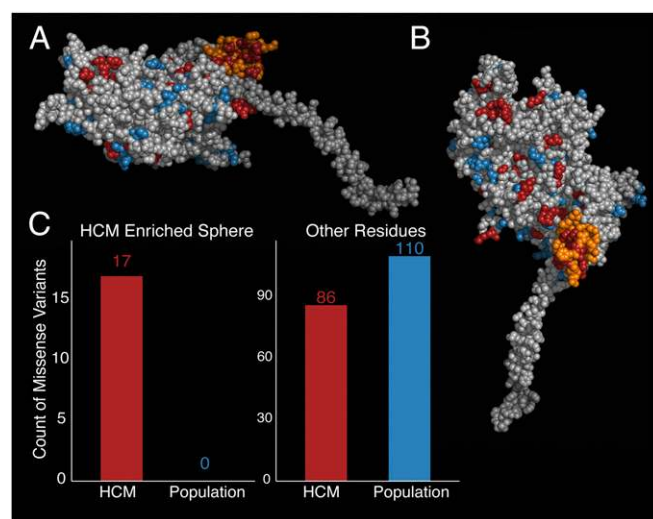 A
B
C
HCM Enriched Sphere
Other Residues
Count of Missense Variants
15
10
5
0
17
0
HCM
Population
90
60
30
0
86
110
HCM
Population